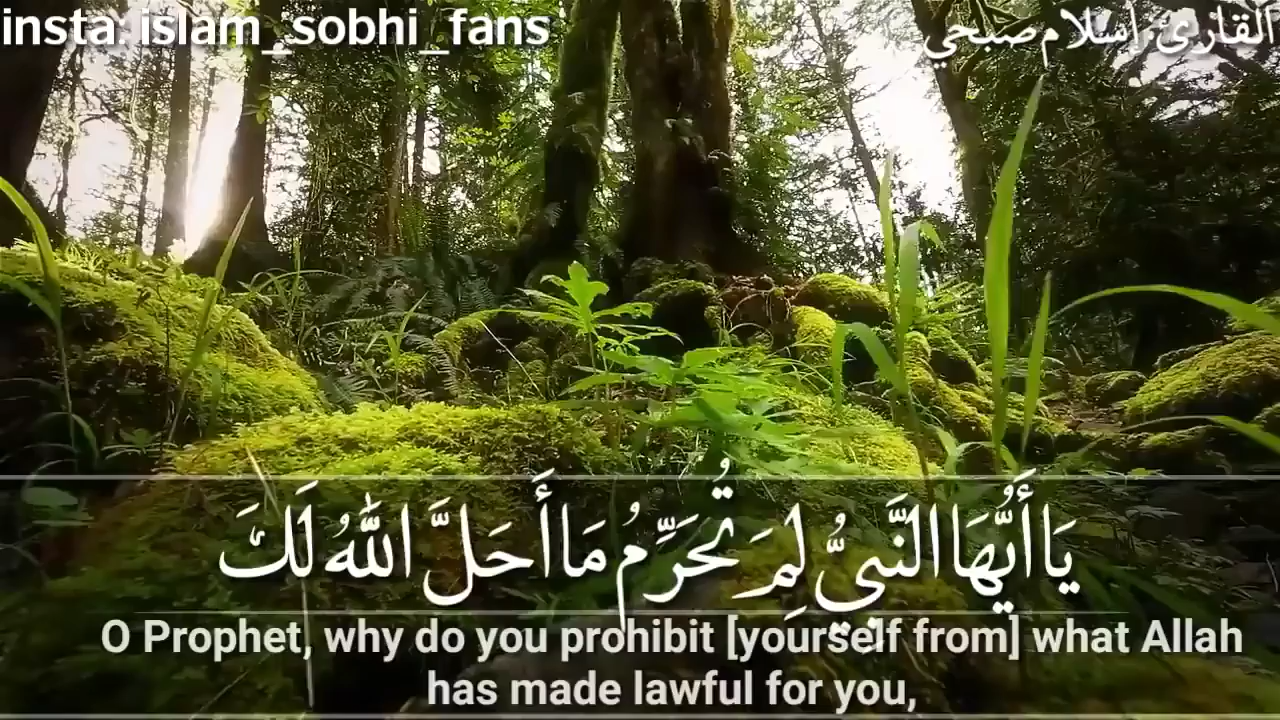 insta: islam_sobhi_fans
القارئ: إسلام صبحي
يَا أَيُّهَا النَّبِيُّ لِمَ تُحَرِّمُ مَا أَحَلَّ اللَّهُ لَكَ
O Prophet, why do you prohibit [yourself from] what Allah
has made lawful for you,